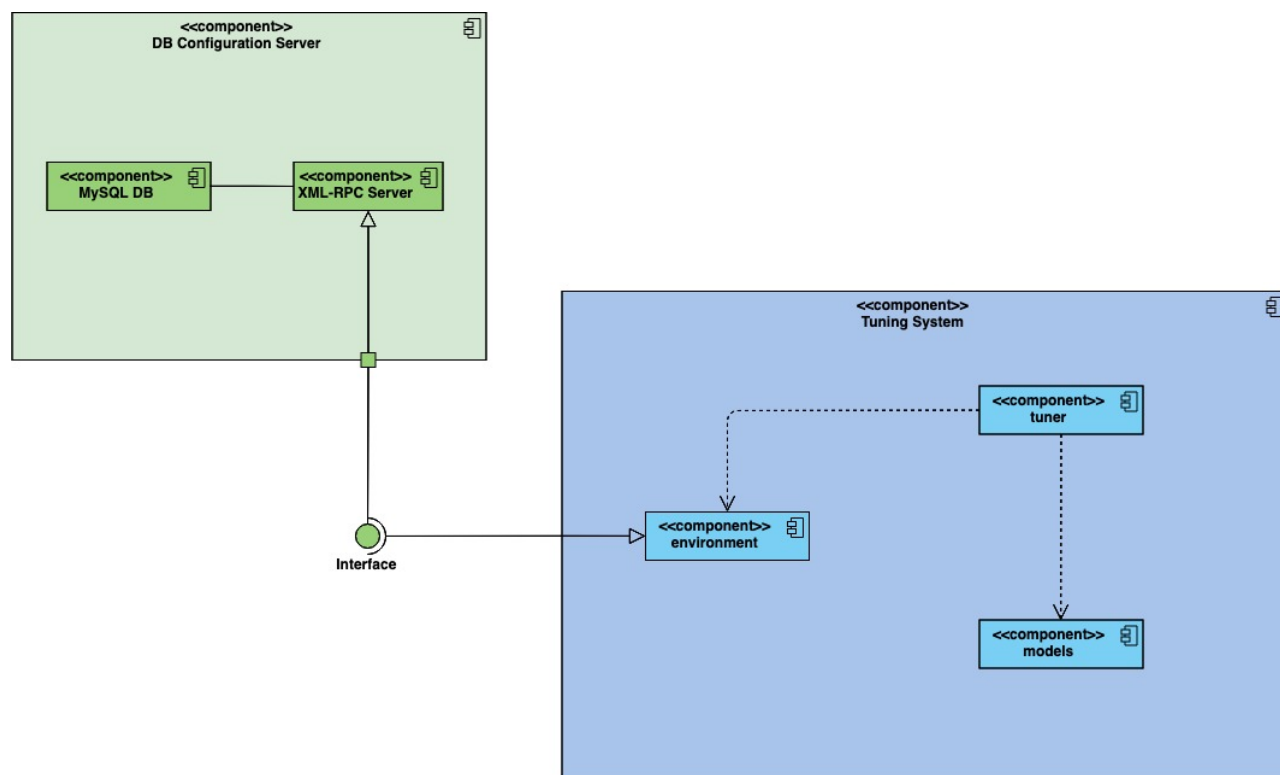 <<component>>
DB Configuration Server
<<component>>
MySQL DB
<<component>>
XML-RPC Server
<<component>>
Tuning System
<<component>>
tuner
<<component>>
environment
Interface
<<component>>
models